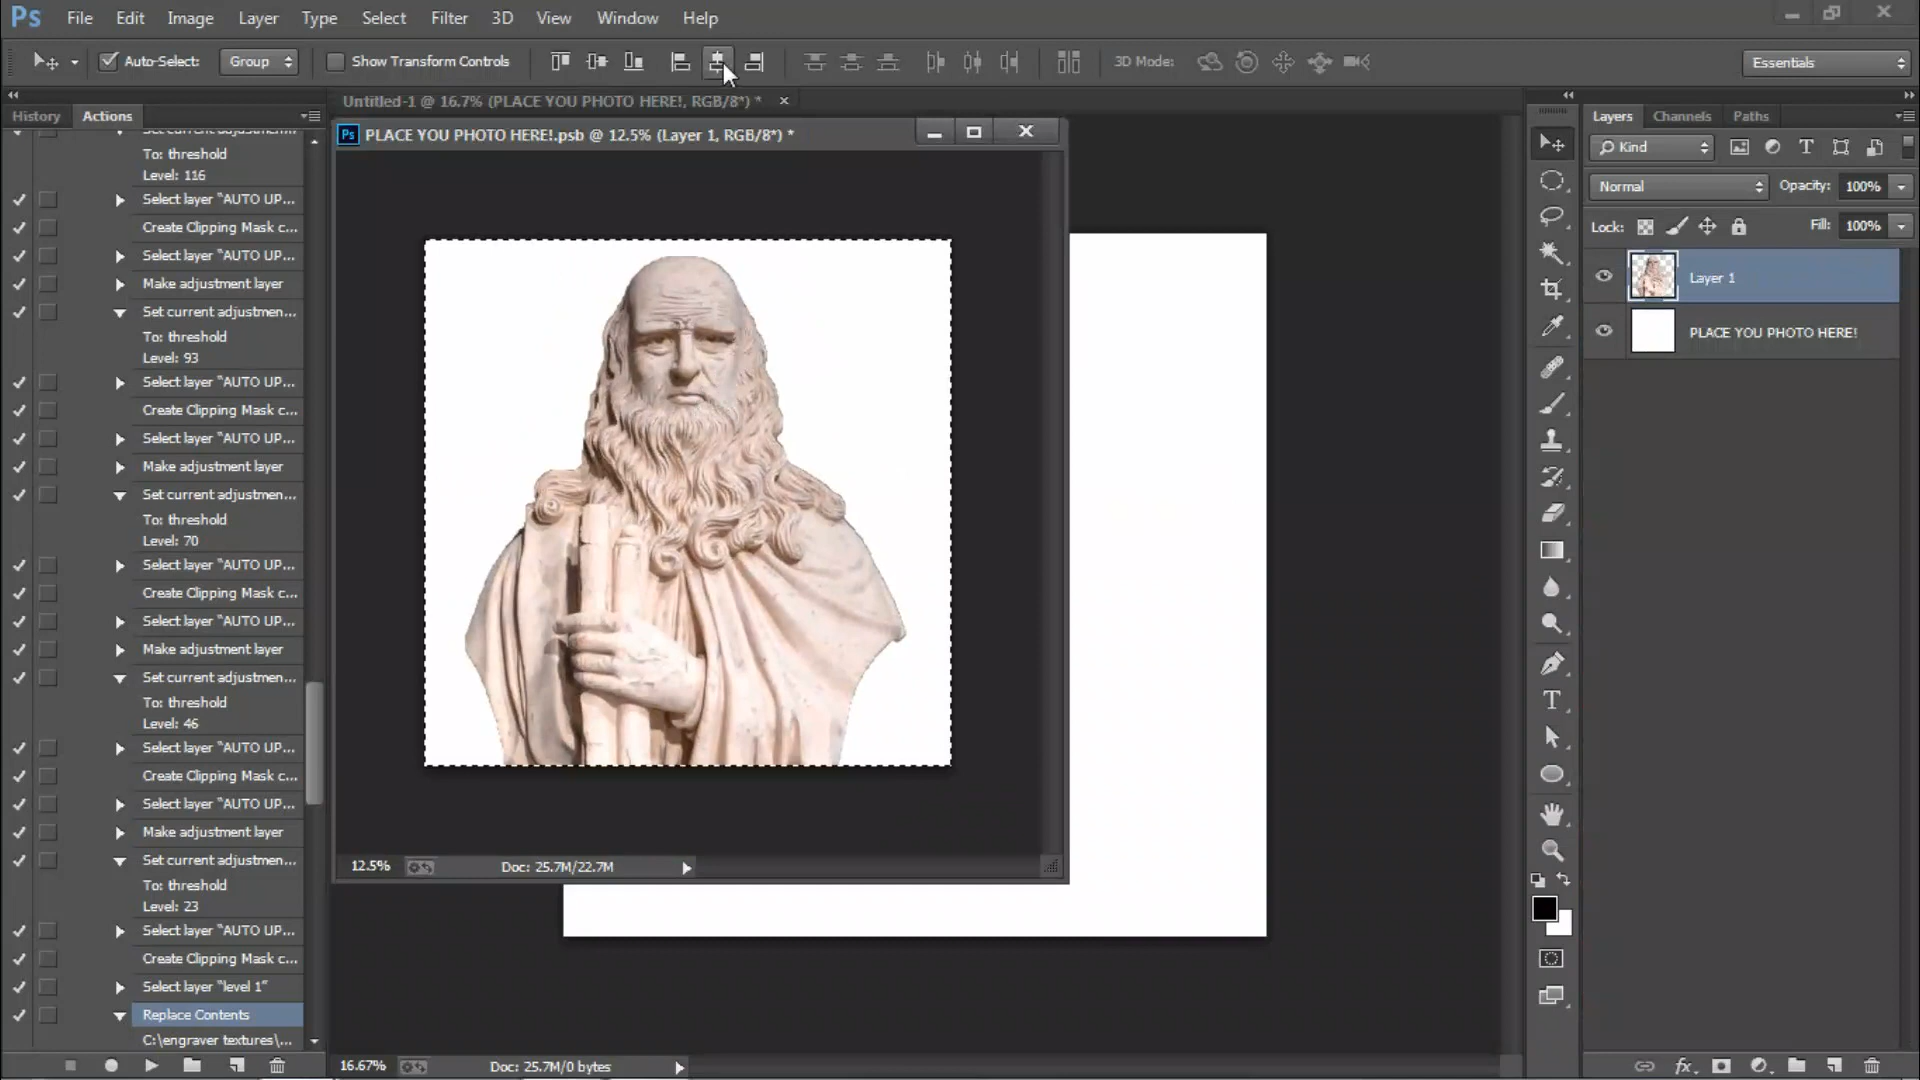 Ps File Edit Image Layer Type Select Filter 3D View Window Help
Auto-Select: Group Show Transform Controls 3D Mode: Essentials
Untitled-1 @ 16.7% (PLACE YOU PHOTO HERE!, RGB/8*) *
History Actions
Ps PLACE YOU PHOTO HERE!.psb @ 12.5% (Layer 1, RGB/8*) *
To: threshold
Level: 116
Select layer "AUTO UP...
Create Clipping Mask c...
Select layer "AUTO UP...
Make adjustment layer
Set current adjustmen...
To: threshold
Level: 93
Select layer "AUTO UP...
Create Clipping Mask c...
Select layer "AUTO UP...
Make adjustment layer
Set current adjustmen...
To: threshold
Level: 70
Select layer "AUTO UP...
Create Clipping Mask c...
Select layer "AUTO UP...
Make adjustment layer
Set current adjustmen...
To: threshold
Level: 46
Select layer "AUTO UP...
Create Clipping Mask c...
Select layer "AUTO UP...
Make adjustment layer
Set current adjustmen...
To: threshold
Level: 23
Select layer "AUTO UP...
Create Clipping Mask c...
Select layer "level 1"
Replace Contents
C:\engraver textures\...
12.5% Doc: 25.7M/22.7M
16.67% Doc: 25.7M/0 bytes
Layers Channels Paths
Kind
Normal Opacity: 100%
Lock: Fill: 100%
Layer 1
PLACE YOU PHOTO HERE!